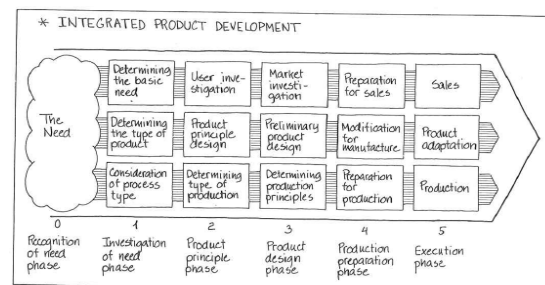 * INTEGRATED PRODUCT DEVELOPMENT
The
Need
Determining
the basic
need
User inve-
stigation
Market
investi-
gation
Preparation
for sales
Sales
Determining
the type of
product
Product
principle
design
Preliminary
product
design
Modification
for
manufacture
Product
adaptation
Consideration
of process
type
Determining
type of
production
Determining
production
principles
Preparation
for
production
Production
0
1
2
3
4
5
Recognition
of need
phase
Investigation
of need
phase
Product
principle
phase
Product
design
phase
Production
preparation
phase
Execution
phase